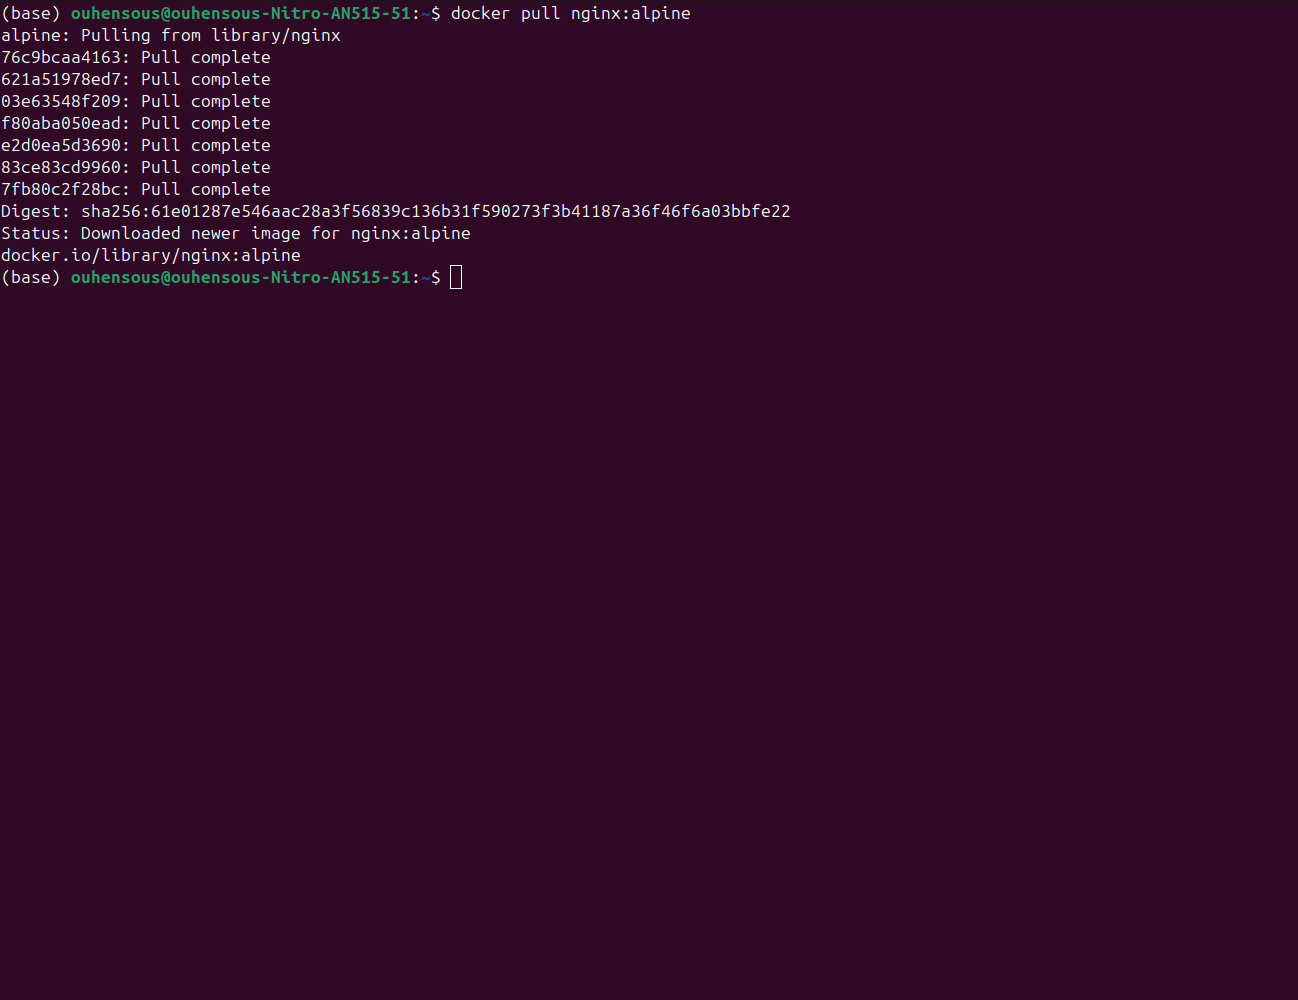 (base) ouhensous@ouhensous-Nitro-AN515-51:~$ docker pull nginx:alpine
alpine: Pulling from library/nginx
76c9bcaa4163: Pull complete
621a51978ed7: Pull complete
03e63548f209: Pull complete
f80aba050ead: Pull complete
e2d0ea5d3690: Pull complete
83ce83cd9960: Pull complete
7fb80c2f28bc: Pull complete
Digest: sha256:61e01287e546aac28a3f56839c136b31f590273f3b41187a36f46f6a03bbfe22
Status: Downloaded newer image for nginx:alpine
docker.io/library/nginx:alpine
(base) ouhensous@ouhensous-Nitro-AN515-51:~$